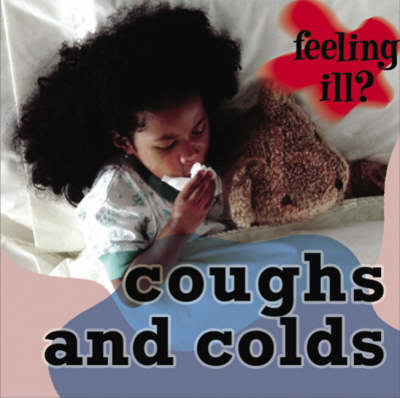 feeling
ill?
coughs
and colds